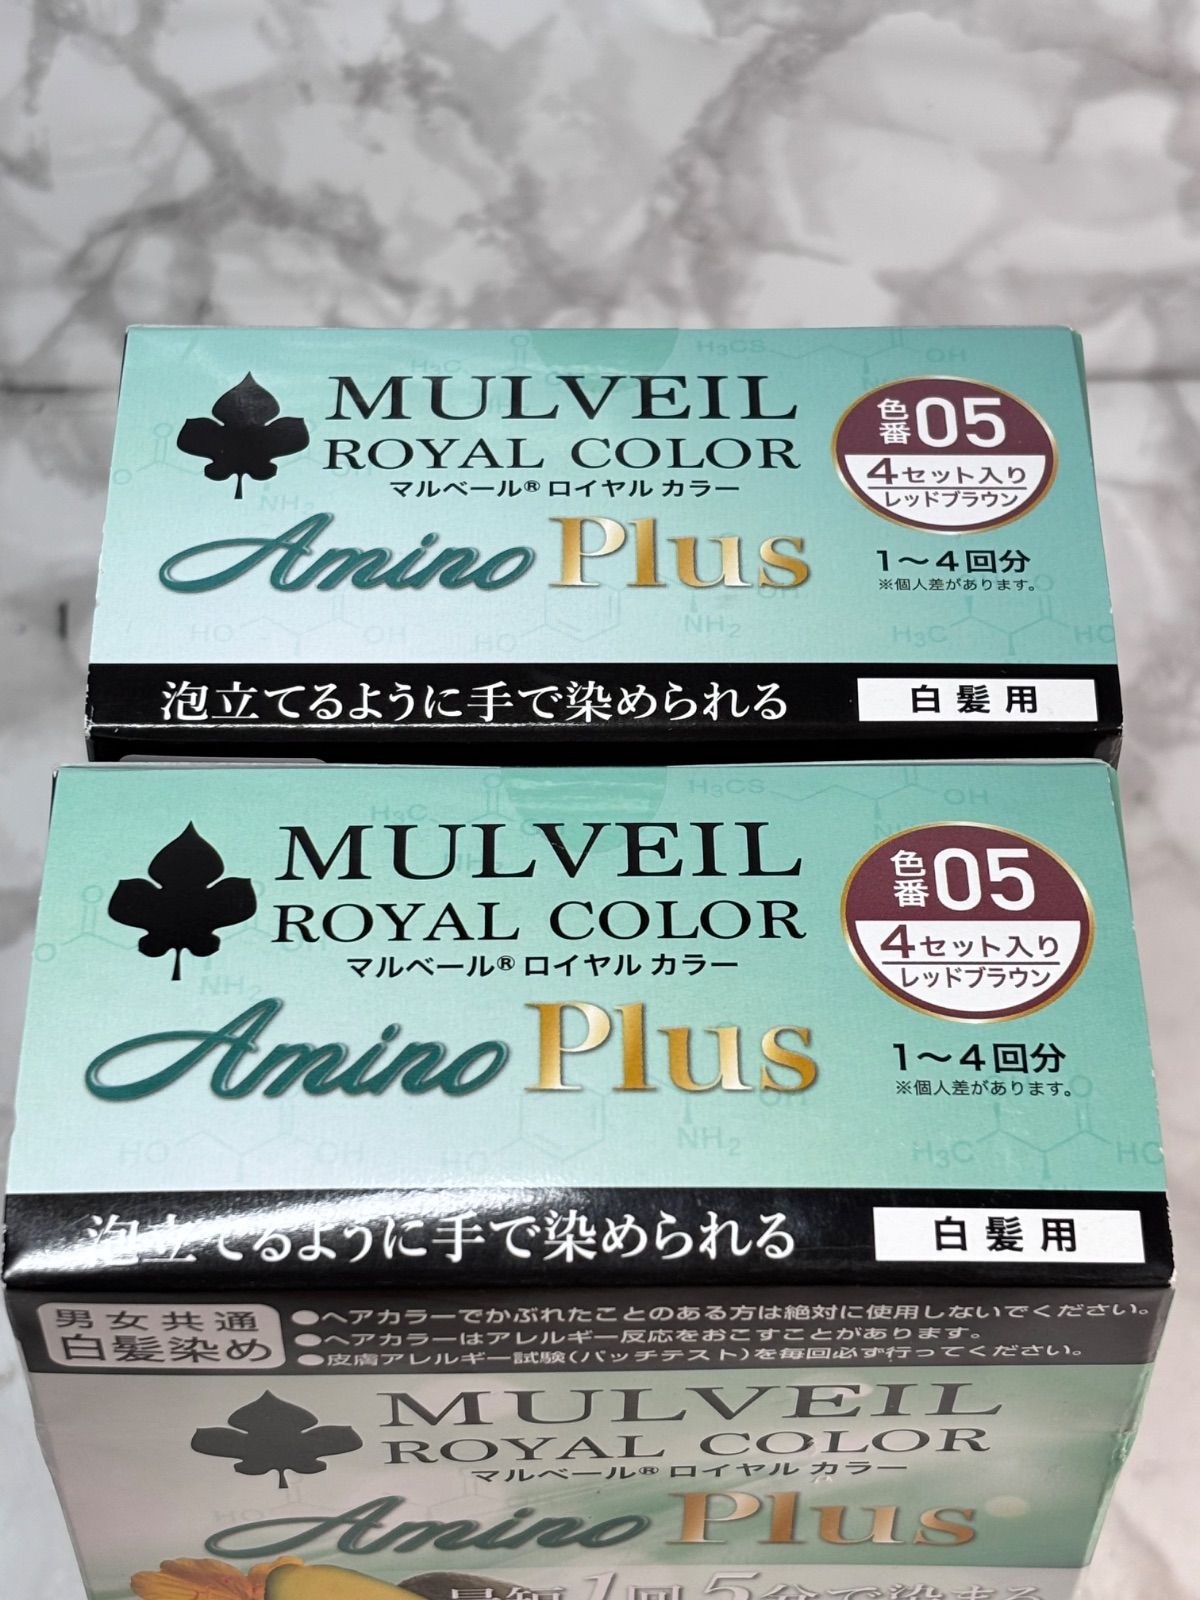 MULVEIL
ROYAL COLOR
マルベール® ロイヤル カラー
Amino Plus
色番 05
4セット入り
レッドブラウン
1〜4回分
※個人差があります。
泡立てるように手で染められる
白髪用
MULVEIL
ROYAL COLOR
マルベール® ロイヤル カラー
Amino Plus
色番 05
4セット入り
レッドブラウン
1〜4回分
※個人差があります。
泡立てるように手で染められる
白髪用
男女共通
白髪染め
●ヘアカラーでかぶれたことのある方は絶対に使用しないでください。
●ヘアカラーはアレルギー反応をおこすことがあります。
●皮膚アレルギー試験(パッチテスト)を毎回必ず行ってください。
MULVEIL
ROYAL COLOR
マルベール® ロイヤル カラー
Amino Plus
最短1回5分で染まる